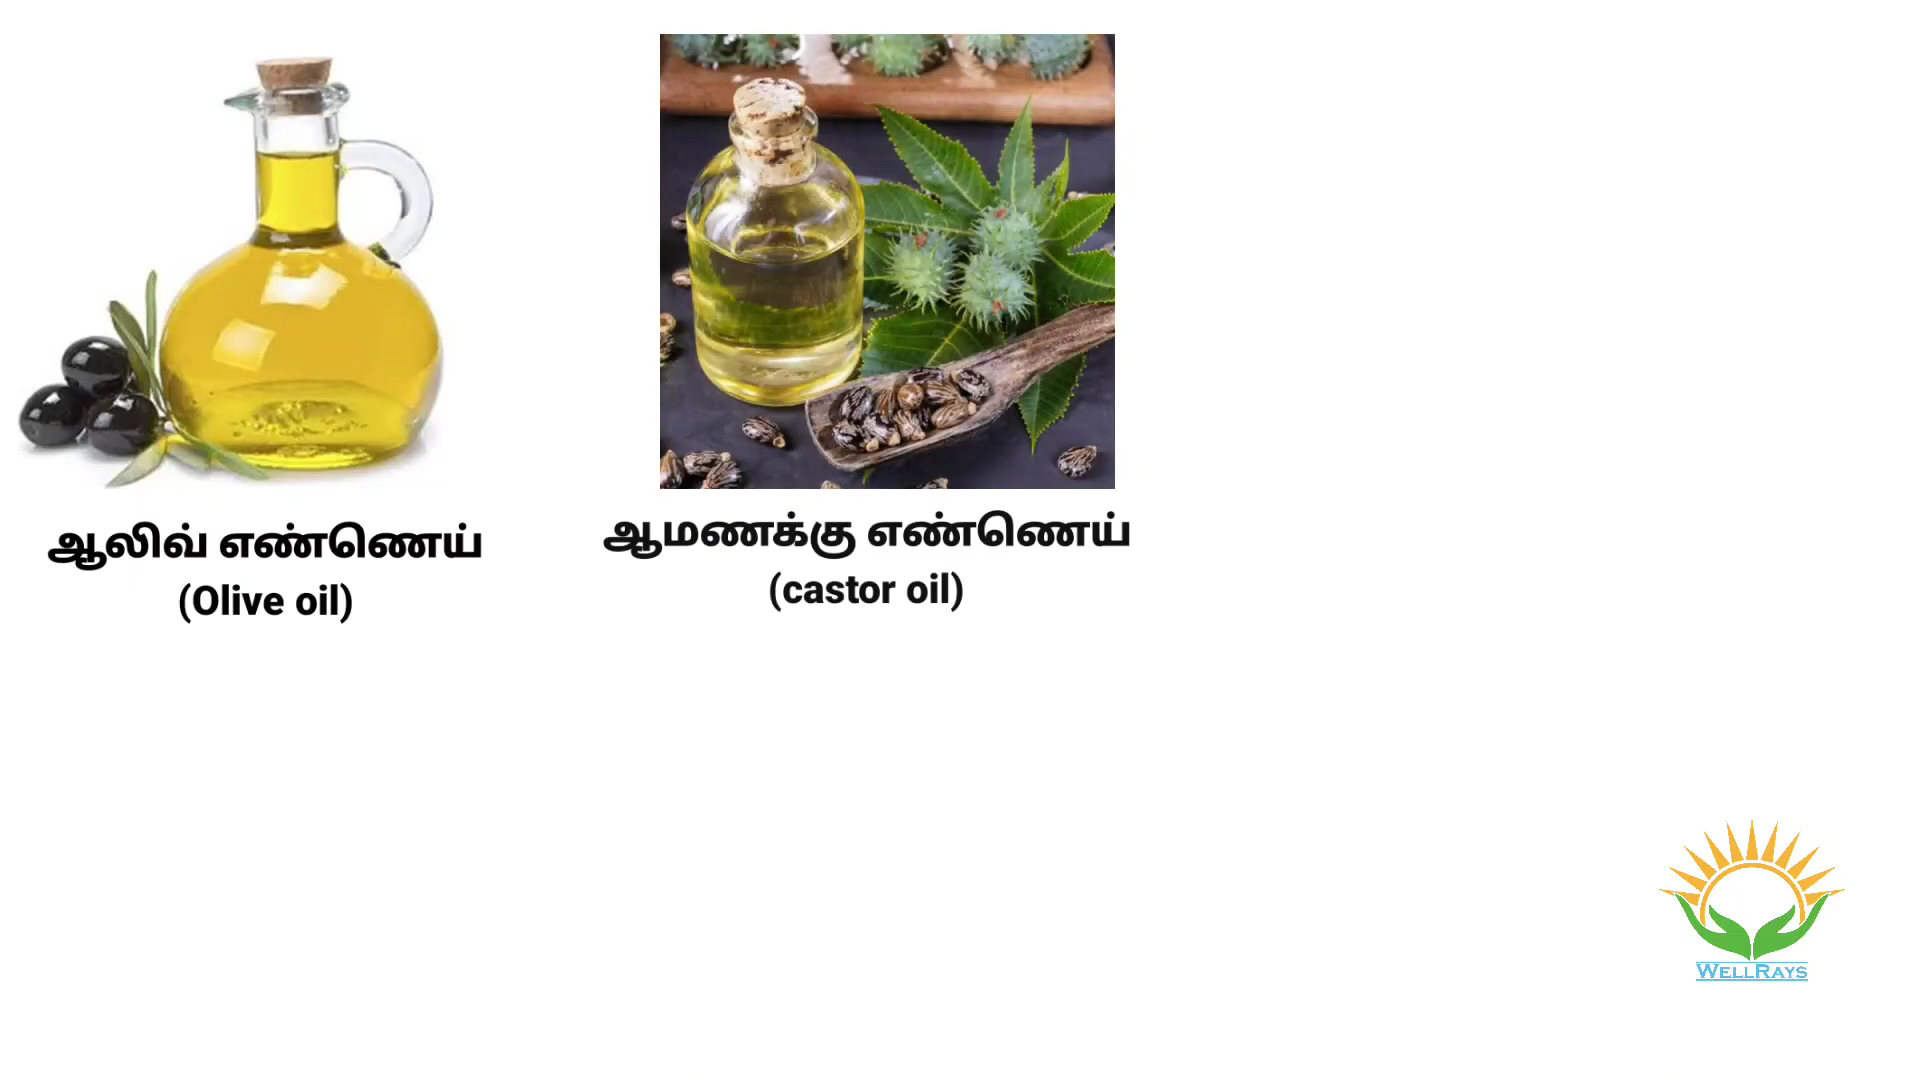 ஆலிவ் எண்ணெய்
(Olive oil)
ஆமணக்கு எண்ணெய்
(castor oil)
WELLRAYS